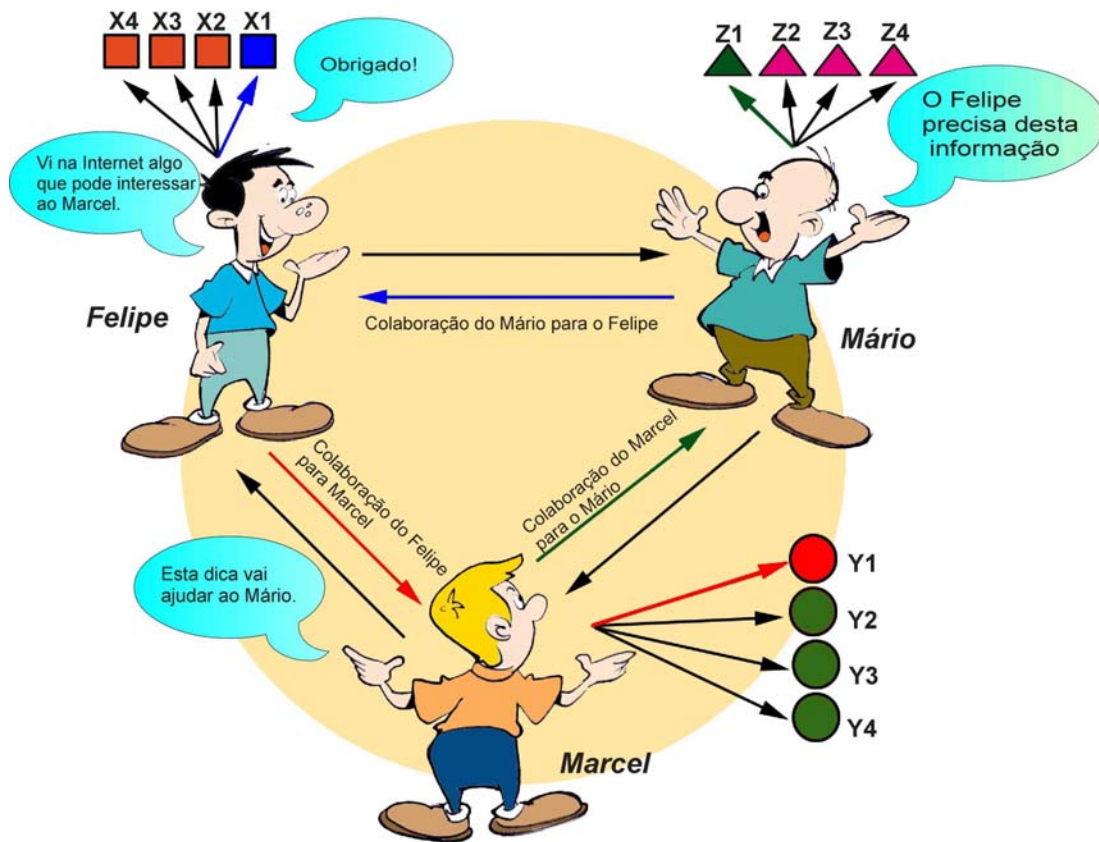 X4 X3 X2 X1
Obrigado!
Vi na Internet algo
que pode interessar
ao Marcel.
Felipe
Z1 Z2 Z3 Z4
O Felipe
precisa desta
informação
Mário
Colaboração do Mário para o Felipe
Colaboração do Felipe
para Marcel
Colaboração do Marcel
para o Mário
Esta dica vai
ajudar ao Mário.
Marcel
Y1
Y2
Y3
Y4